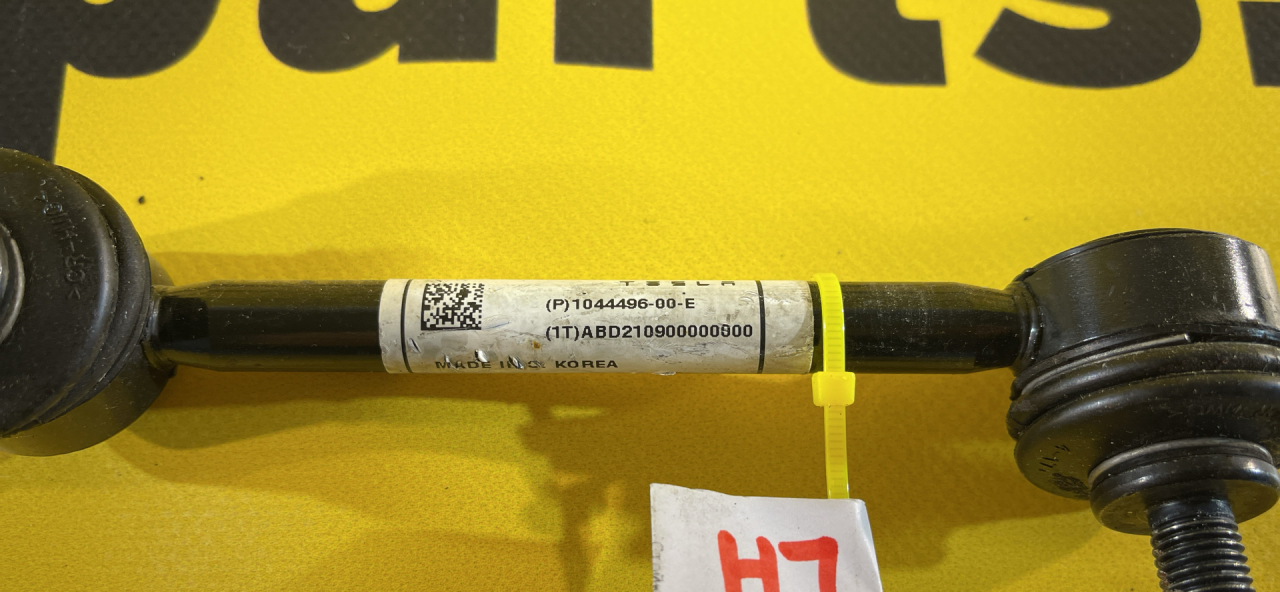 parts.
TESLA
(P)1044496-00-E
(1T)ABD210900000900
MADE IN KOREA
H7